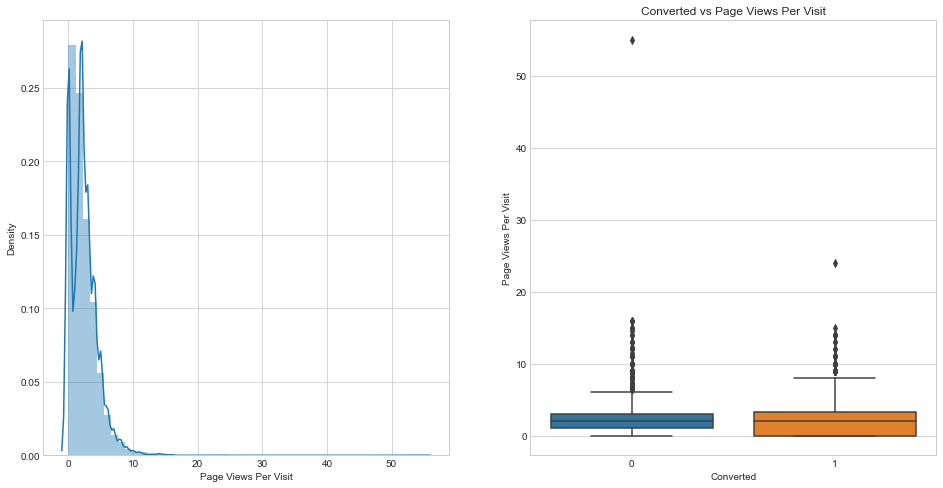 0.25
0.20
0.15
0.10
0.05
0.00
Density
0 10 20 30 40 50
Page Views Per Visit
Converted vs Page Views Per Visit
50
40
30
20
10
0
Page Views Per Visit
0 1
Converted